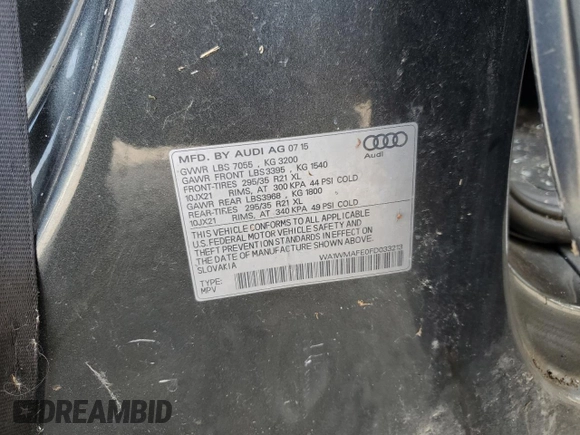 MFD. BY AUDI AG 07 15
GVWR LBS 7055 , KG 3200
GAWR FRONT LBS3395 , KG 1540
FRONT-TIRES 295/35 R21 XL
10JX21 RIMS, AT 300 KPA 44 PSI COLD
GAWR REAR LBS3968 , KG 1800
REAR-TIRES 295/35 R21 XL
10JX21 RIMS, AT 340 KPA 49 PSI COLD
Audi
THIS VEHICLE CONFORMS TO ALL APPLICABLE
U.S.FEDERAL MOTOR VEHICLE SAFETY AND
THEFT PREVENTION STANDARDS IN EFFECT ON
THE DATE OF MANUFACTURE SHOWN ABOVE.
SLOVAKIA
WA1WMAFE0FD033213
TYPE:
MPV
DREAMBID